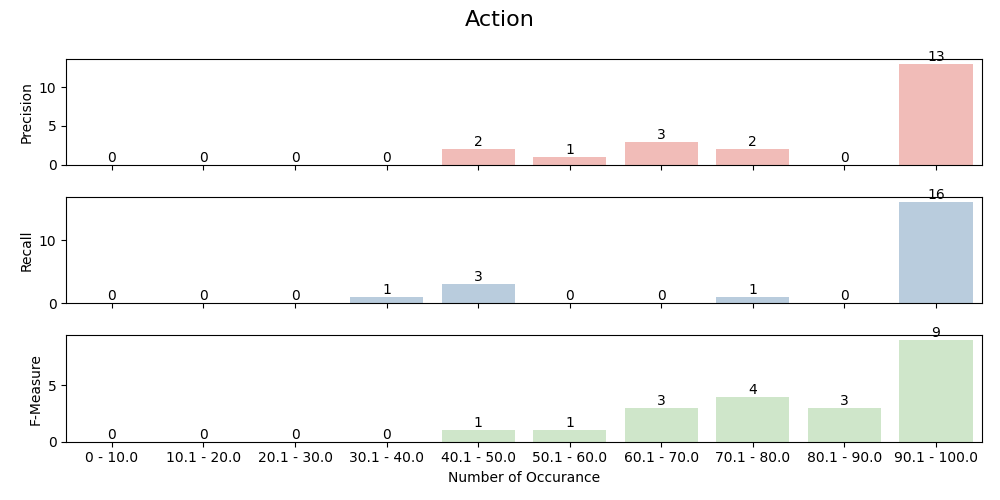 Action
Precision
10
5
0
0 0 0 0 2 1 3 2 0 13
Recall
10
0
0 0 0 1 3 0 0 1 0 16
F-Measure
5
0
0 0 0 0 1 1 3 4 3 9
0 - 10.0 10.1 - 20.0 20.1 - 30.0 30.1 - 40.0 40.1 - 50.0 50.1 - 60.0 60.1 - 70.0 70.1 - 80.0 80.1 - 90.0 90.1 - 100.0
Number of Occurance